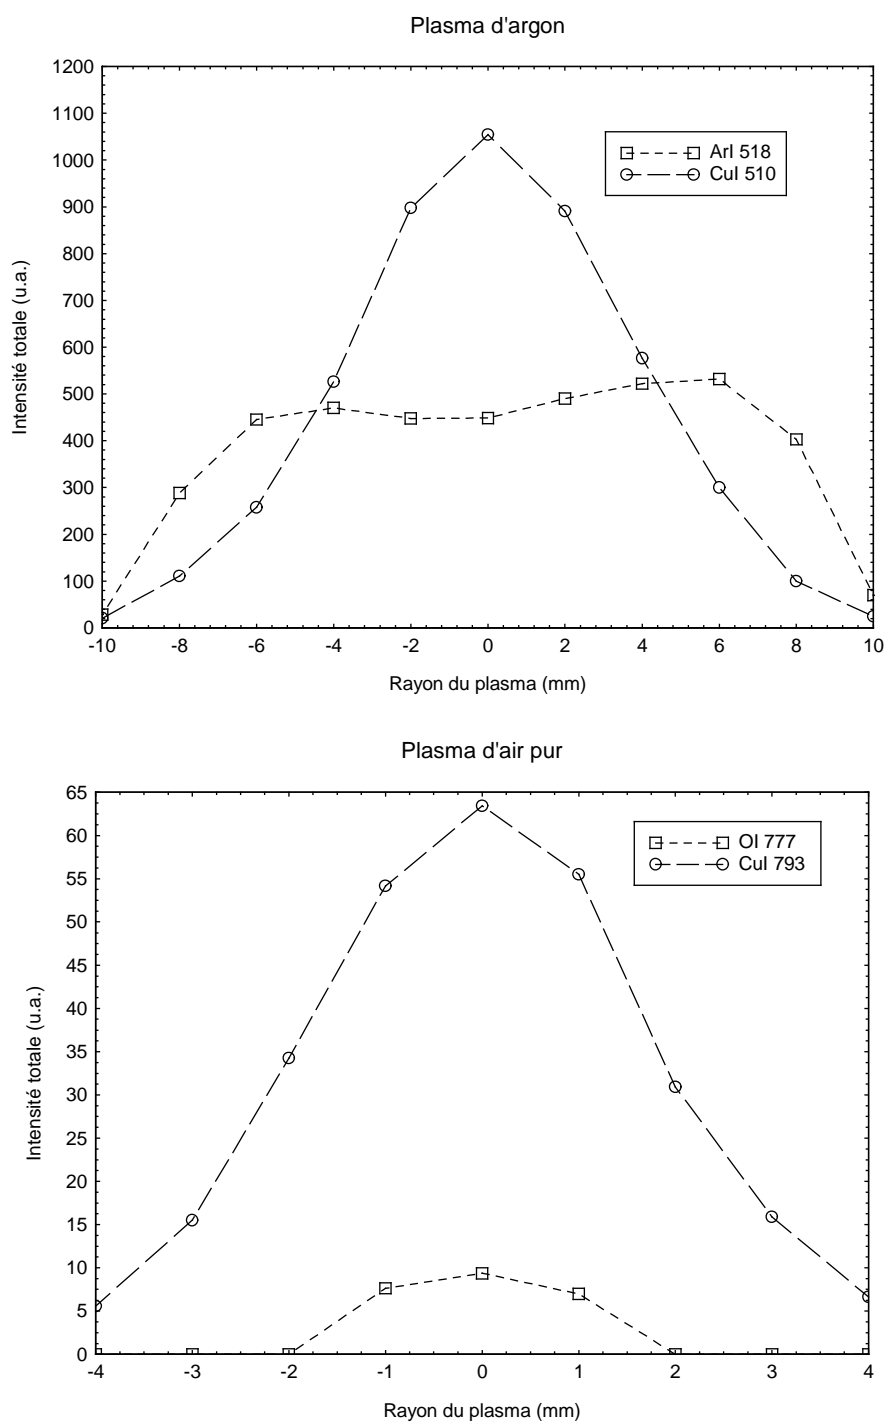 Plasma d'argon
1200
1100
1000
900
800
700
600
500
400
300
200
100
0
Intensité totale (u.a.)
ArI 518
CuI 510
-10 -8 -6 -4 -2 0 2 4 6 8 10
Rayon du plasma (mm)
Plasma d'air pur
65
60
55
50
45
40
35
30
25
20
15
10
5
0
Intensité totale (u.a.)
OI 777
CuI 793
-4 -3 -2 -1 0 1 2 3 4
Rayon du plasma (mm)